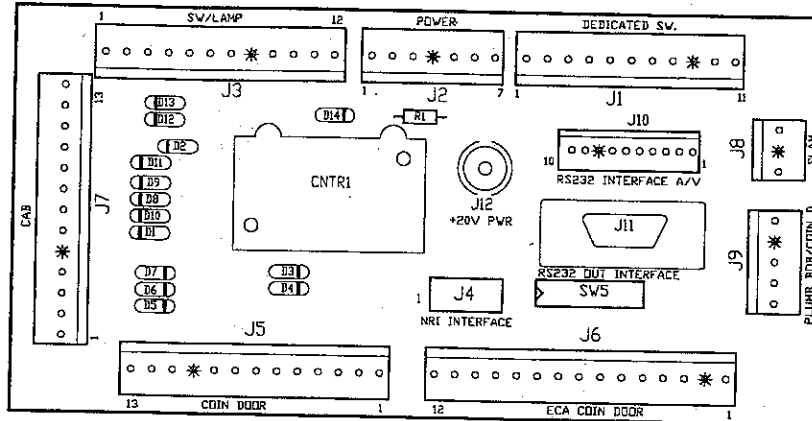 SW/LAMP
1
12
POWER
DEDICATED SW.
J3
13
1
J2
7
1
J1
11
D13
D12
D14
R1
D2
D11
D9
D8
D10
D1
CNTR1
J12
+20V PWR
J10
10
1
RS232 INTERFACE A/V
J8
J11
RS232 OUT INTERFACE
J9
CAB
J7
1
D7
D6
D5
D3
D4
1
J4
NRI INTERFACE
SW5
J5
J6
13
COIN DOOR
1
12
ECA COIN DOOR
1